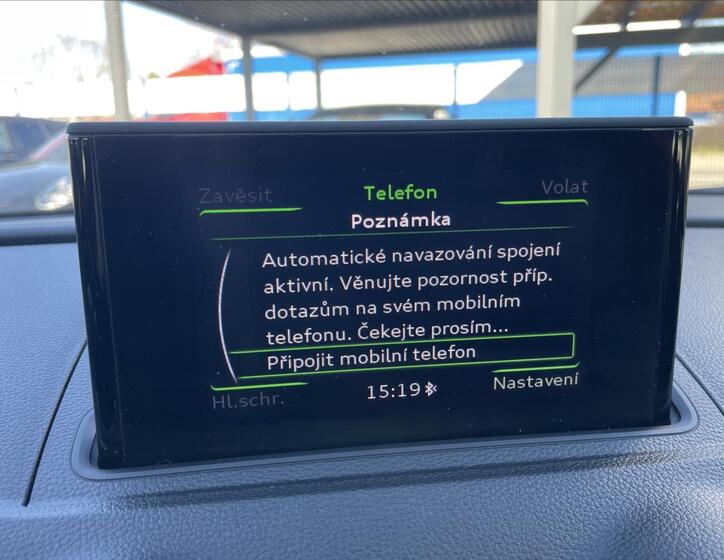 Zavěsit
Telefon
Volat
Poznámka
Automatické navazování spojení
aktivní. Věnujte pozornost příp.
dotazům na svém mobilním
telefonu. Čekejte prosím...
Připojit mobilní telefon
Hl.schr.
15:19
Nastavení